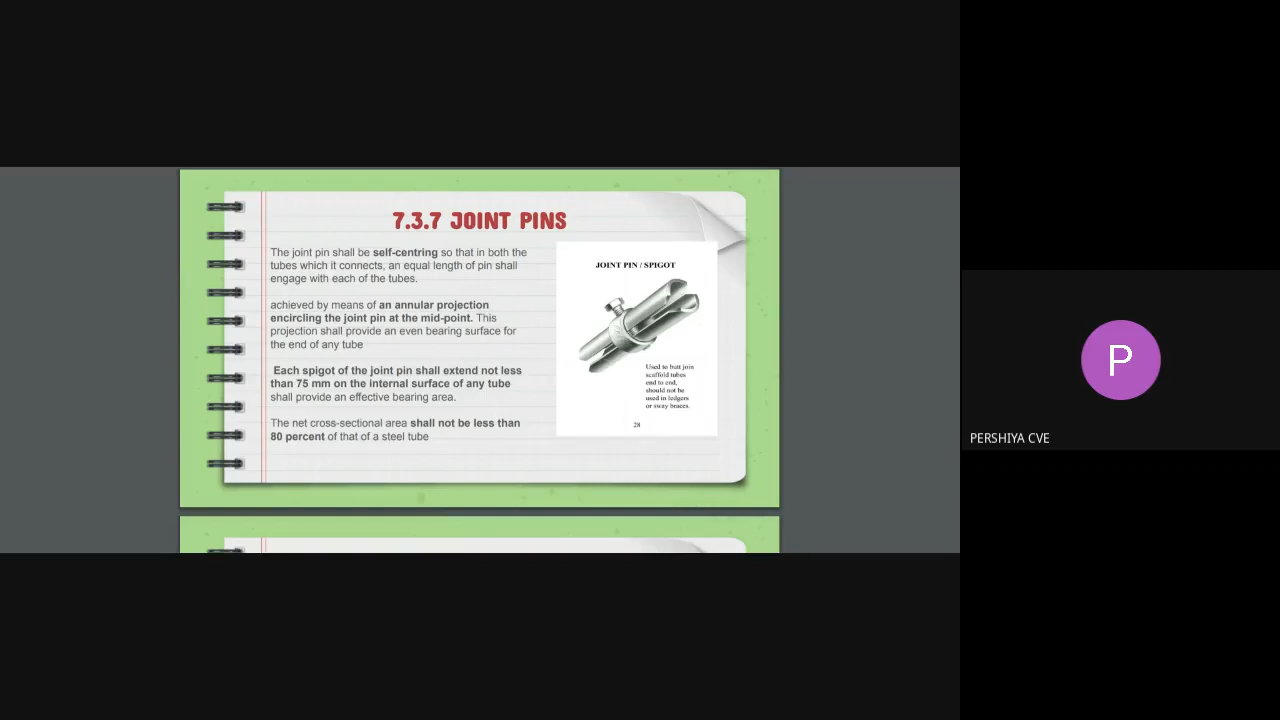 7.3.7 JOINT PINS
The joint pin shall be self-centring so that in both the
tubes which it connects, an equal length of pin shall
engage with each of the tubes.
achieved by means of an annular projection
encircling the joint pin at the mid-point. This
projection shall provide an even bearing surface for
the end of any tube
Each spigot of the joint pin shall extend not less
than 75 mm on the internal surface of any tube
shall provide an effective bearing area.
The net cross-sectional area shall not be less than
80 percent of that of a steel tube
JOINT PIN / SPIGOT
Used to butt join
scaffold tubes
end to end,
should not be
used in ledgers
or sway braces.
28
P
PERSHIYA CVE